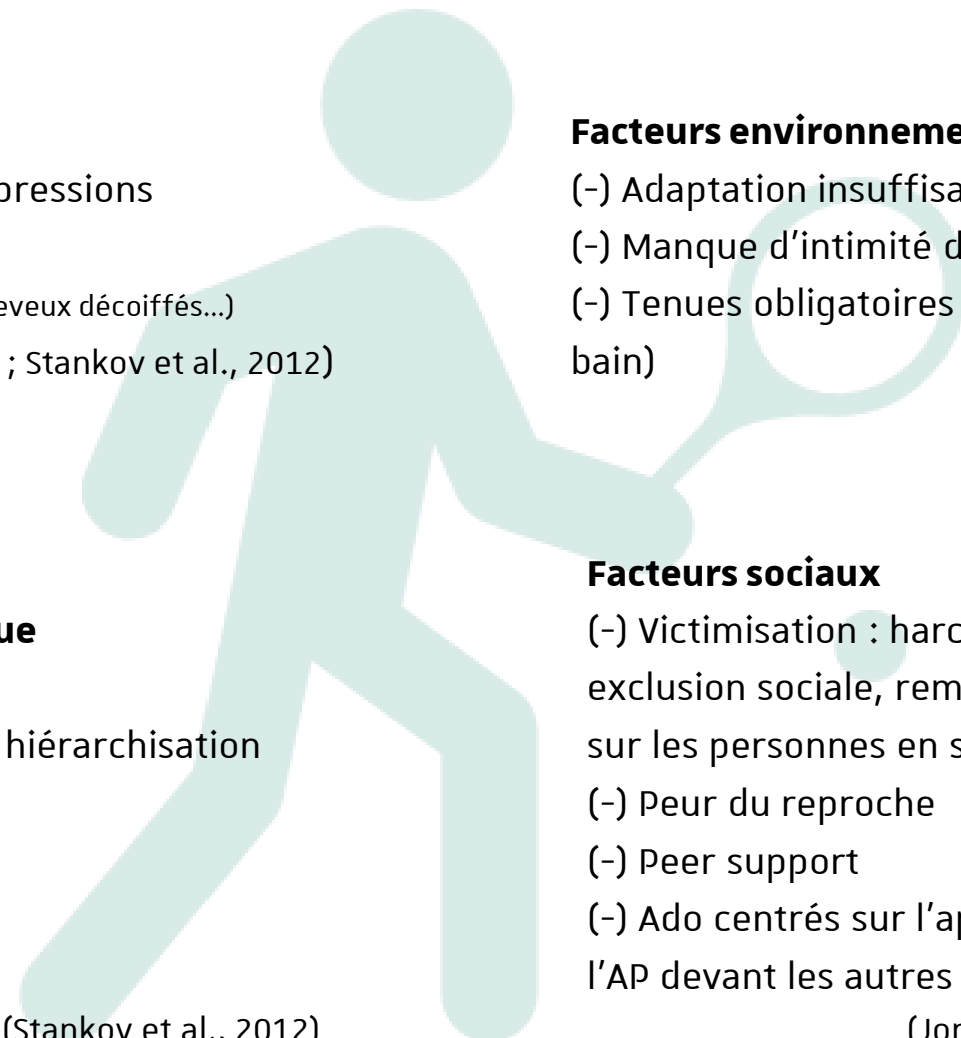 pressions
eveux décoiffés...)
; Stankov et al., 2012)
ue
hiérarchisation
(Stankov et al., 2012)
Facteurs environneme
(-) Adaptation insuffisa
(-) Manque d'intimité d
(-) Tenues obligatoires
bain)
Facteurs sociaux
(-) Victimisation : harc
exclusion sociale, rem
sur les personnes en s
(-) Peur du reproche
(-) Peer support
(-) Ado centrés sur l'ap
l'AP devant les autres
(Jor